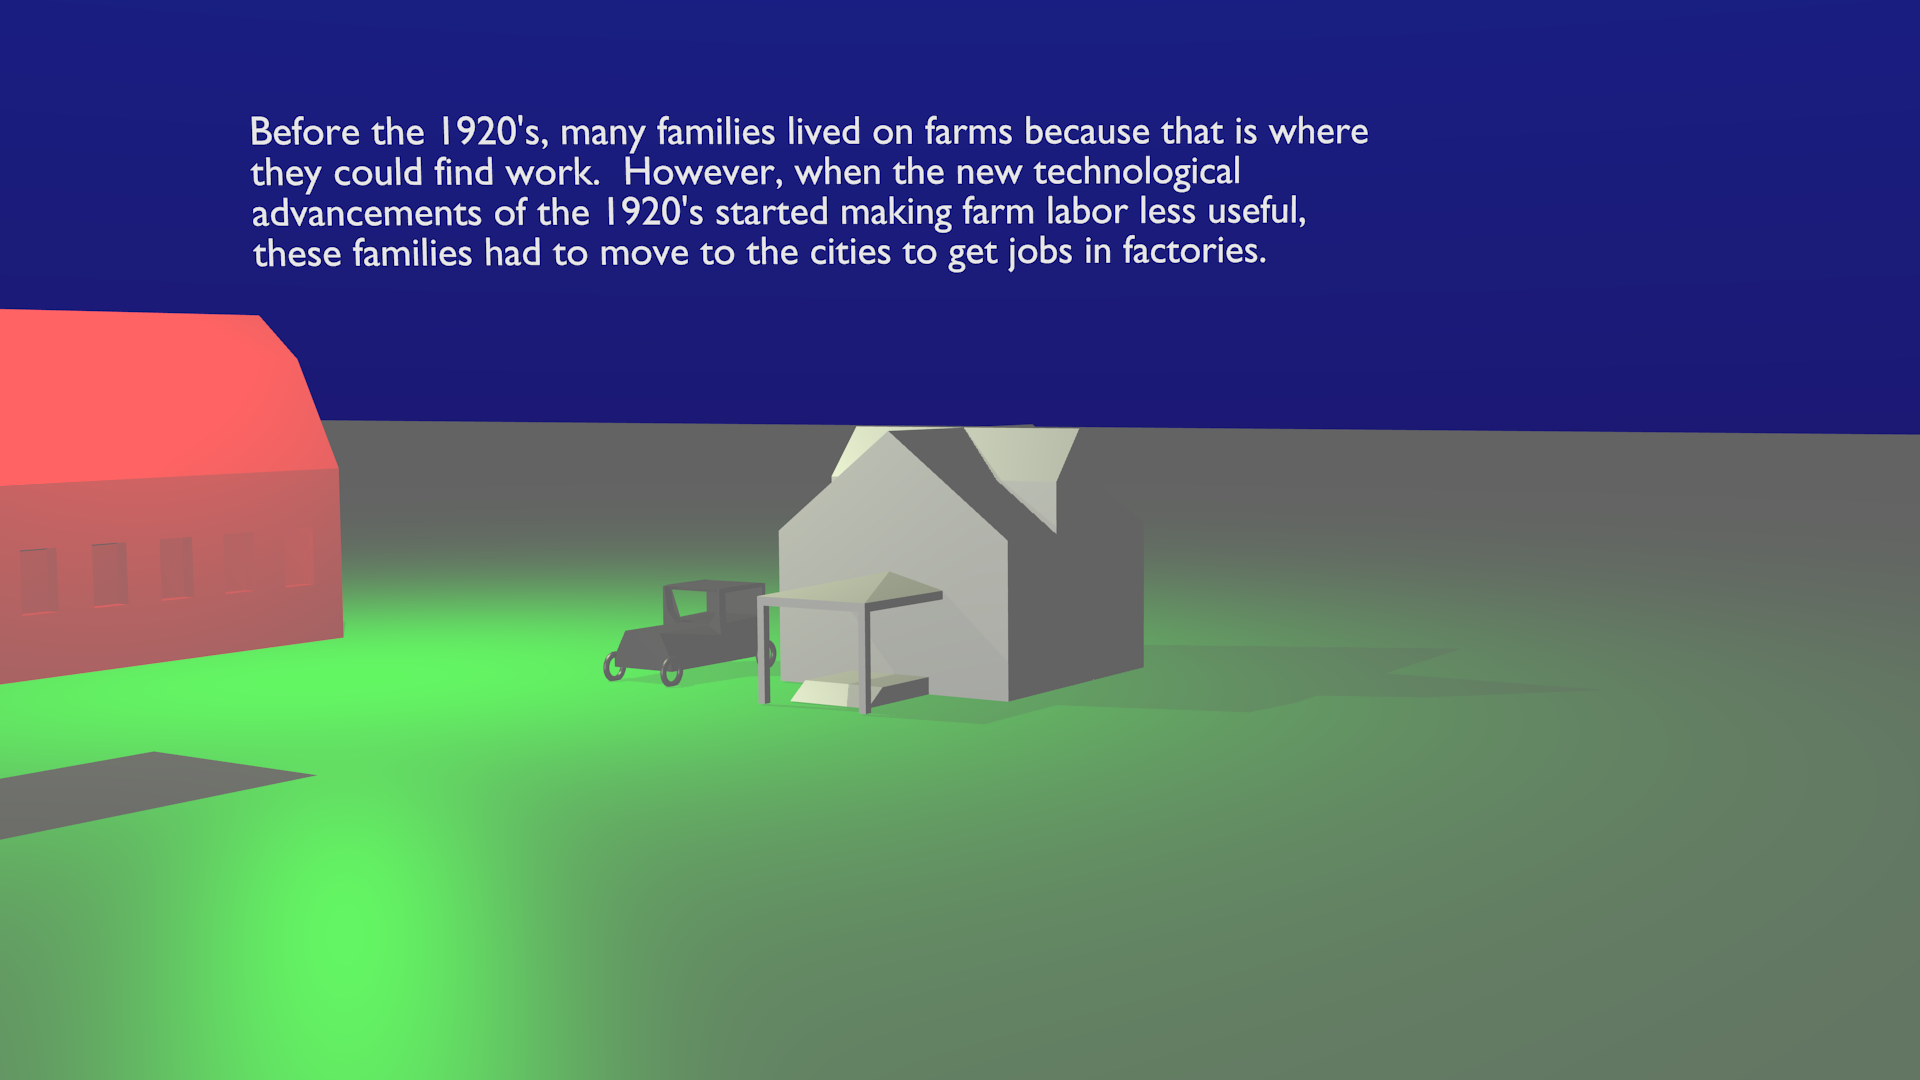 Before the 1920's, many families lived on farms because that is where
they could find work.  However, when the new technological
advancements of the 1920's started making farm labor less useful,
these families had to move to the cities to get jobs in factories.